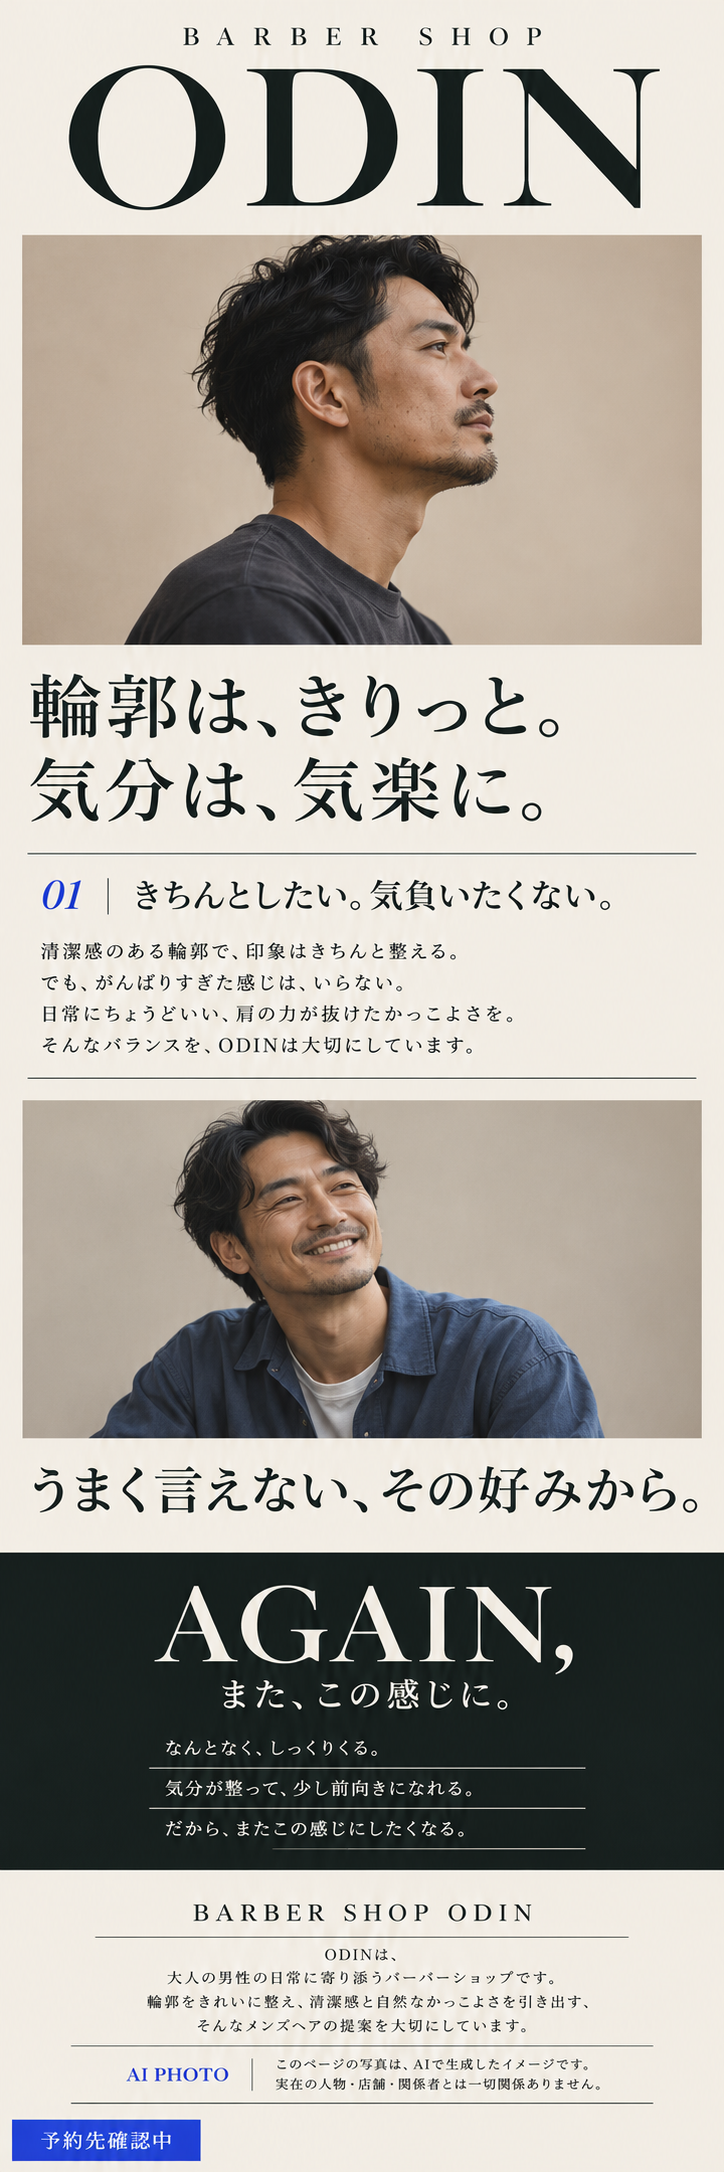 BARBER SHOP
ODIN
輪郭は、きりっと。
気分は、気楽に。
01 きちんとしたい。気負いたくない。
清潔感のある輪郭で、印象はきちんと整える。
でも、がんばりすぎた感じは、いらない。
日常にちょうどいい、肩の力が抜けたかっこよさを。
そんなバランスを、ODINは大切にしています。
うまく言えない、その好みから。
AGAIN,
また、この感じに。
なんとなく、しっくりくる。
気分が整って、少し前向きになれる。
だから、またこの感じにしたくなる。
BARBER SHOP ODIN
ODINは、
大人の男性の日常に寄り添うバーバーショップです。
輪郭をきれいに整え、清潔感と自然なかっこよさを引き出す、
そんなメンズヘアの提案を大切にしています。
AI PHOTO
このページの写真は、AIで生成したイメージです。
実在の人物・店舗・関係者とは一切関係ありません。
予約先確認中